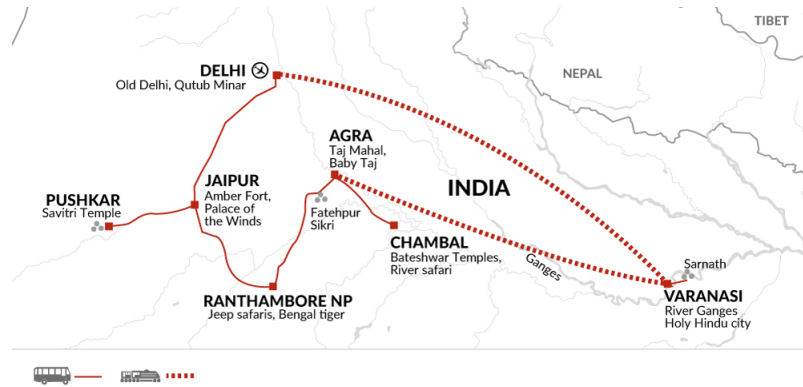 TIBET
NEPAL
DELHI
Old Delhi, Qutub Minar
AGRA
Taj Mahal,
Baby Taj
INDIA
PUSHKAR
Savitri Temple
JAIPUR
Amber Fort,
Palace of
the Winds
Fatehpur
Sikri
CHAMBAL
Bateshwar Temples,
River safari
Ganges
Sarnath
RANTHAMBORE NP
Jeep safaris, Bengal tiger
VARANASI
River Ganges
Holy Hindu city